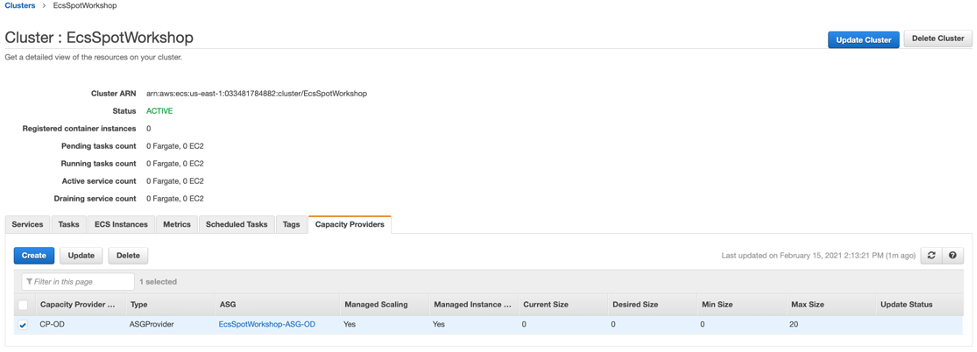 Clusters > EcsSpotWorkshop
Cluster : EcsSpotWorkshop
Update Cluster Delete Cluster
Get a detailed view of the resources on your cluster.
Cluster ARN arn:aws:ecs:us-east-1:033481784882:cluster/EcsSpotWorkshop
Status ACTIVE
Registered container instances 0
Pending tasks count 0 Fargate, 0 EC2
Running tasks count 0 Fargate, 0 EC2
Active service count 0 Fargate, 0 EC2
Draining service count 0 Fargate, 0 EC2
Services Tasks ECS Instances Metrics Scheduled Tasks Tags Capacity Providers
Create Update Delete Last updated on February 15, 2021 2:13:21 PM (1m ago)
Filter in this page 1 selected
Capacity Provider ... Type ASG Managed Scaling Managed Instance ... Current Size Desired Size Min Size Max Size Update Status
CP-OD ASGProvider EcsSpotWorkshop-ASG-OD Yes Yes 0 0 0 20